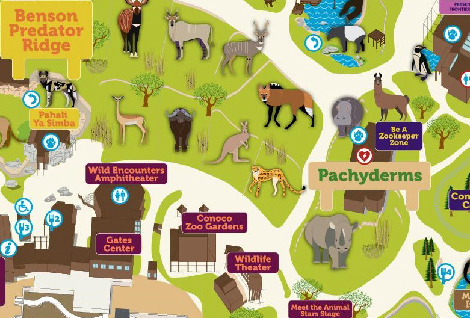 Benson
Predator
Ridge
Pahali
Ya Simba
Be A
Zookeeper
Zone
Wild Encounters
Amphitheater
Pachyderms
Conoco
Zoo Gardens
Gates
Center
Wildlife
Theater
Meet the Animal
Stars Stage